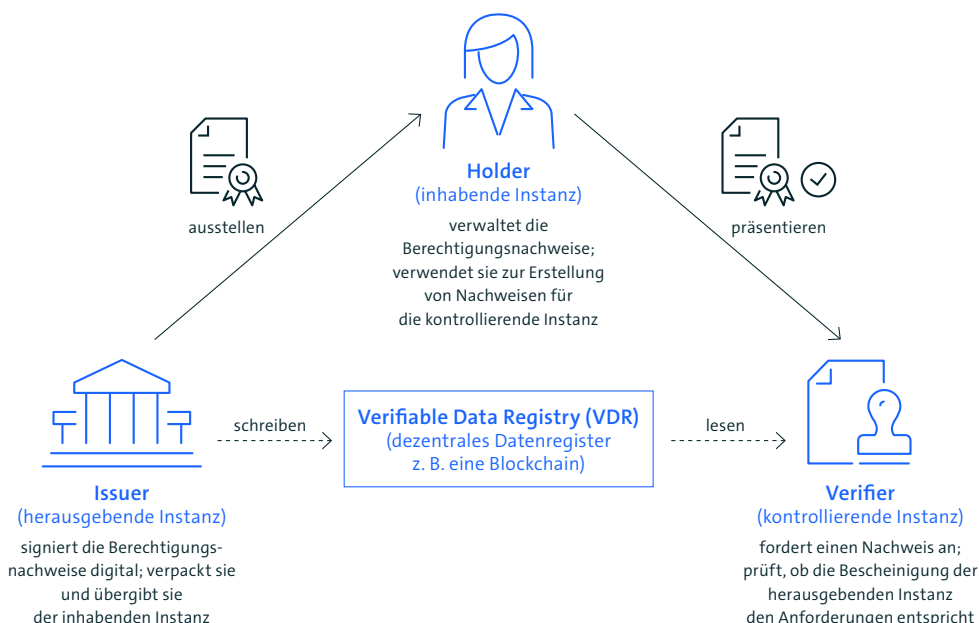 Holder
(inhabende Instanz)
verwaltet die
Berechtigungsnachweise;
verwendet sie zur Erstellung
von Nachweisen für
die kontrollierende Instanz
ausstellen
präsentieren
schreiben
Verifiable Data Registry (VDR)
(dezentrales Datenregister
z. B. eine Blockchain)
lesen
Issuer
(herausgebende Instanz)
signiert die Berechtigungs-
nachweise digital; verpackt sie
und übergibt sie
der inhabenden Instanz
Verifier
(kontrollierende Instanz)
fordert einen Nachweis an;
prüft, ob die Bescheinigung der
herausgebenden Instanz
den Anforderungen entspricht